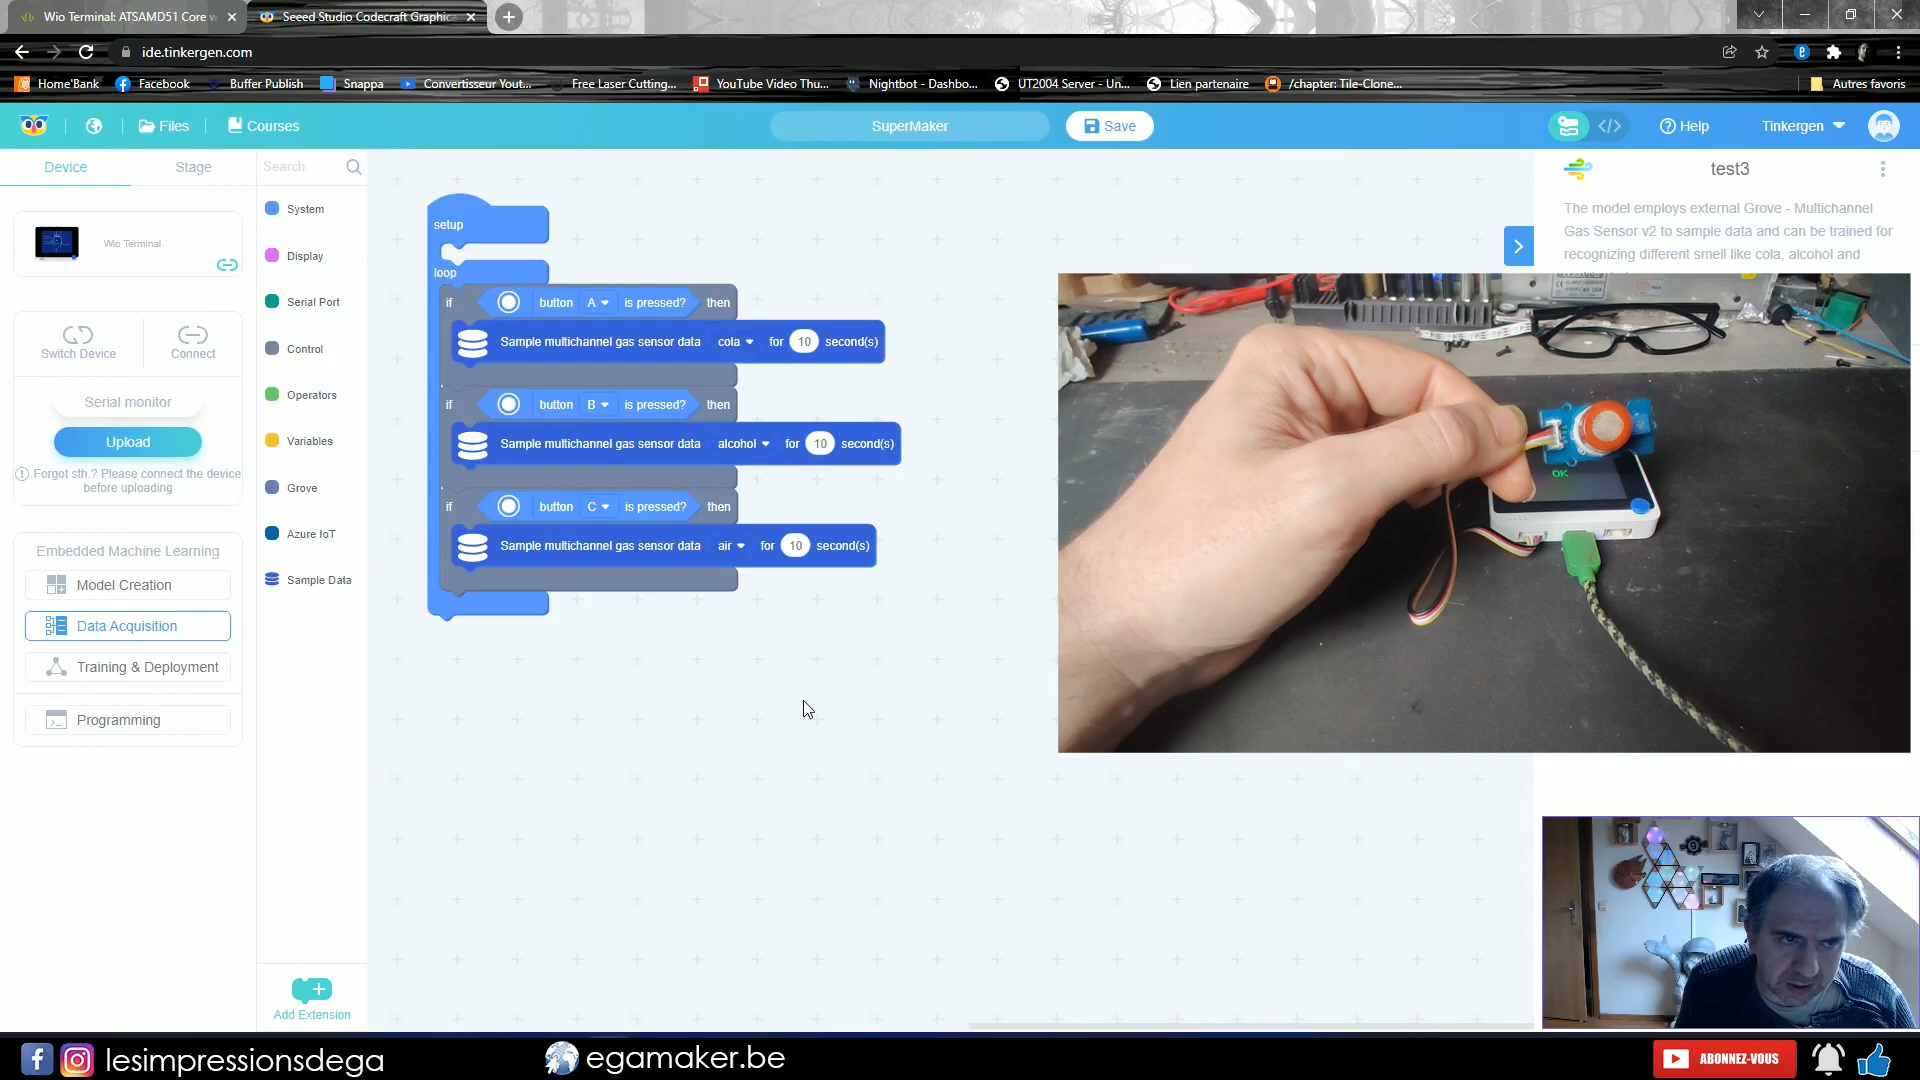 Wio Terminal: ATSAMD51 Core w
Seeed Studio Codecraft Graphica
ide.tinkergen.com
Home'Bank
Facebook
Buffer Publish
Snappa
Convertisseur Yout...
Free Laser Cutting...
YouTube Video Thu...
Nightbot - Dashbo...
UT2004 Server - Un...
Lien partenaire
/chapter: Tile-Clone...
Autres favoris
Files
Courses
SuperMaker
Save
Help
Tinkergen
Device
Stage
Search
Wio Terminal
Switch Device
Connect
Serial monitor
Upload
Forgot sth.? Please connect the device
before uploading
Embedded Machine Learning
Model Creation
Data Acquisition
Training & Deployment
Programming
System
Display
Serial Port
Control
Operators
Variables
Grove
Azure IoT
Sample Data
Add Extension
setup
loop
if button A is pressed? then
Sample multichannel gas sensor data cola for 10 second(s)
if button B is pressed? then
Sample multichannel gas sensor data alcohol for 10 second(s)
if button C is pressed? then
Sample multichannel gas sensor data air for 10 second(s)
test3
The model employs external Grove - Multichannel
Gas Sensor v2 to sample data and can be trained for
recognizing different smell like cola, alcohol and
OK
lesimpressionsdega
egamaker.be
ABONNEZ-VOUS